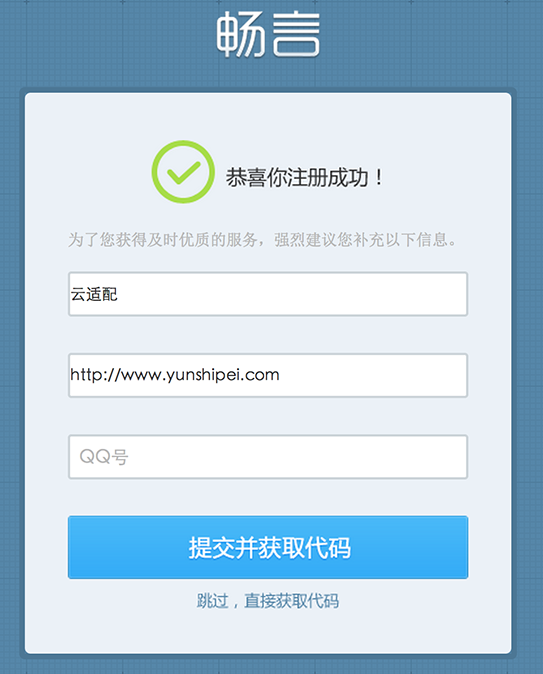 畅言
恭喜你注册成功！
为了您获得及时优质的服务，强烈建议您补充以下信息。
云适配
http://www.yunshipei.com
QQ号
提交并获取代码
跳过，直接获取代码